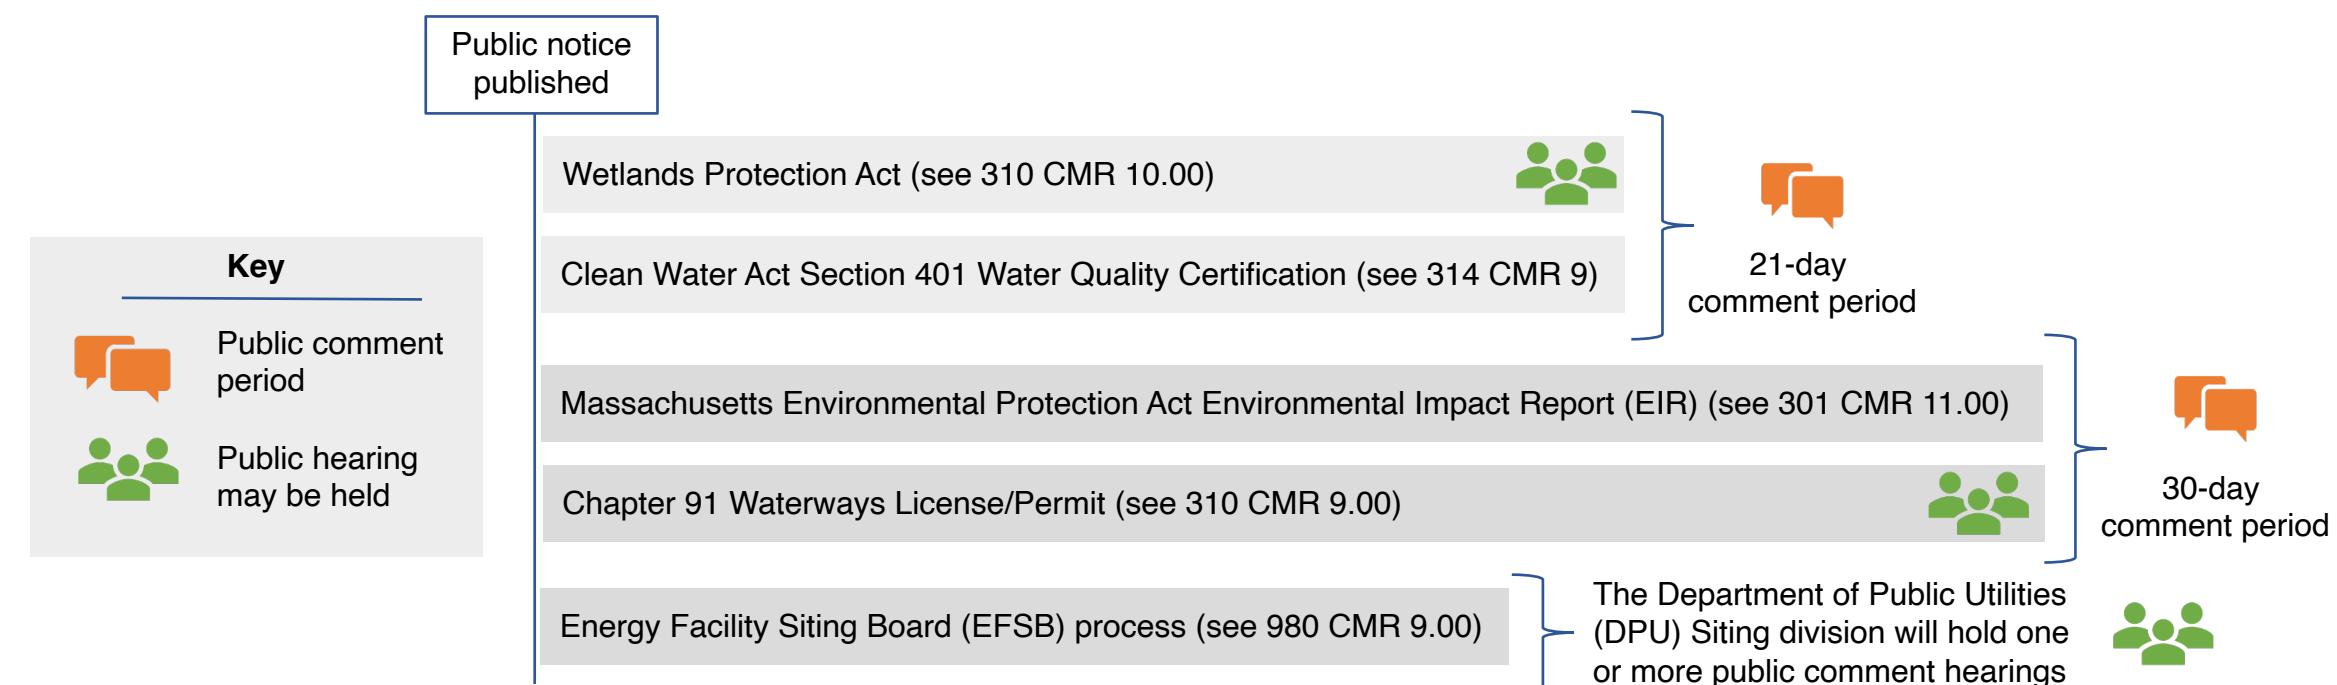 Public notice
published
Wetlands Protection Act (see 310 CMR 10.00)
Clean Water Act Section 401 Water Quality Certification (see 314 CMR 9)
21-day
comment period
Key
Public comment
period
Public hearing
may be held
Massachusetts Environmental Protection Act Environmental Impact Report (EIR) (see 301 CMR 11.00)
Chapter 91 Waterways License/Permit (see 310 CMR 9.00)
30-day
comment period
Energy Facility Siting Board (EFSB) process (see 980 CMR 9.00)
The Department of Public Utilities
(DPU) Siting division will hold one
or more public comment hearings